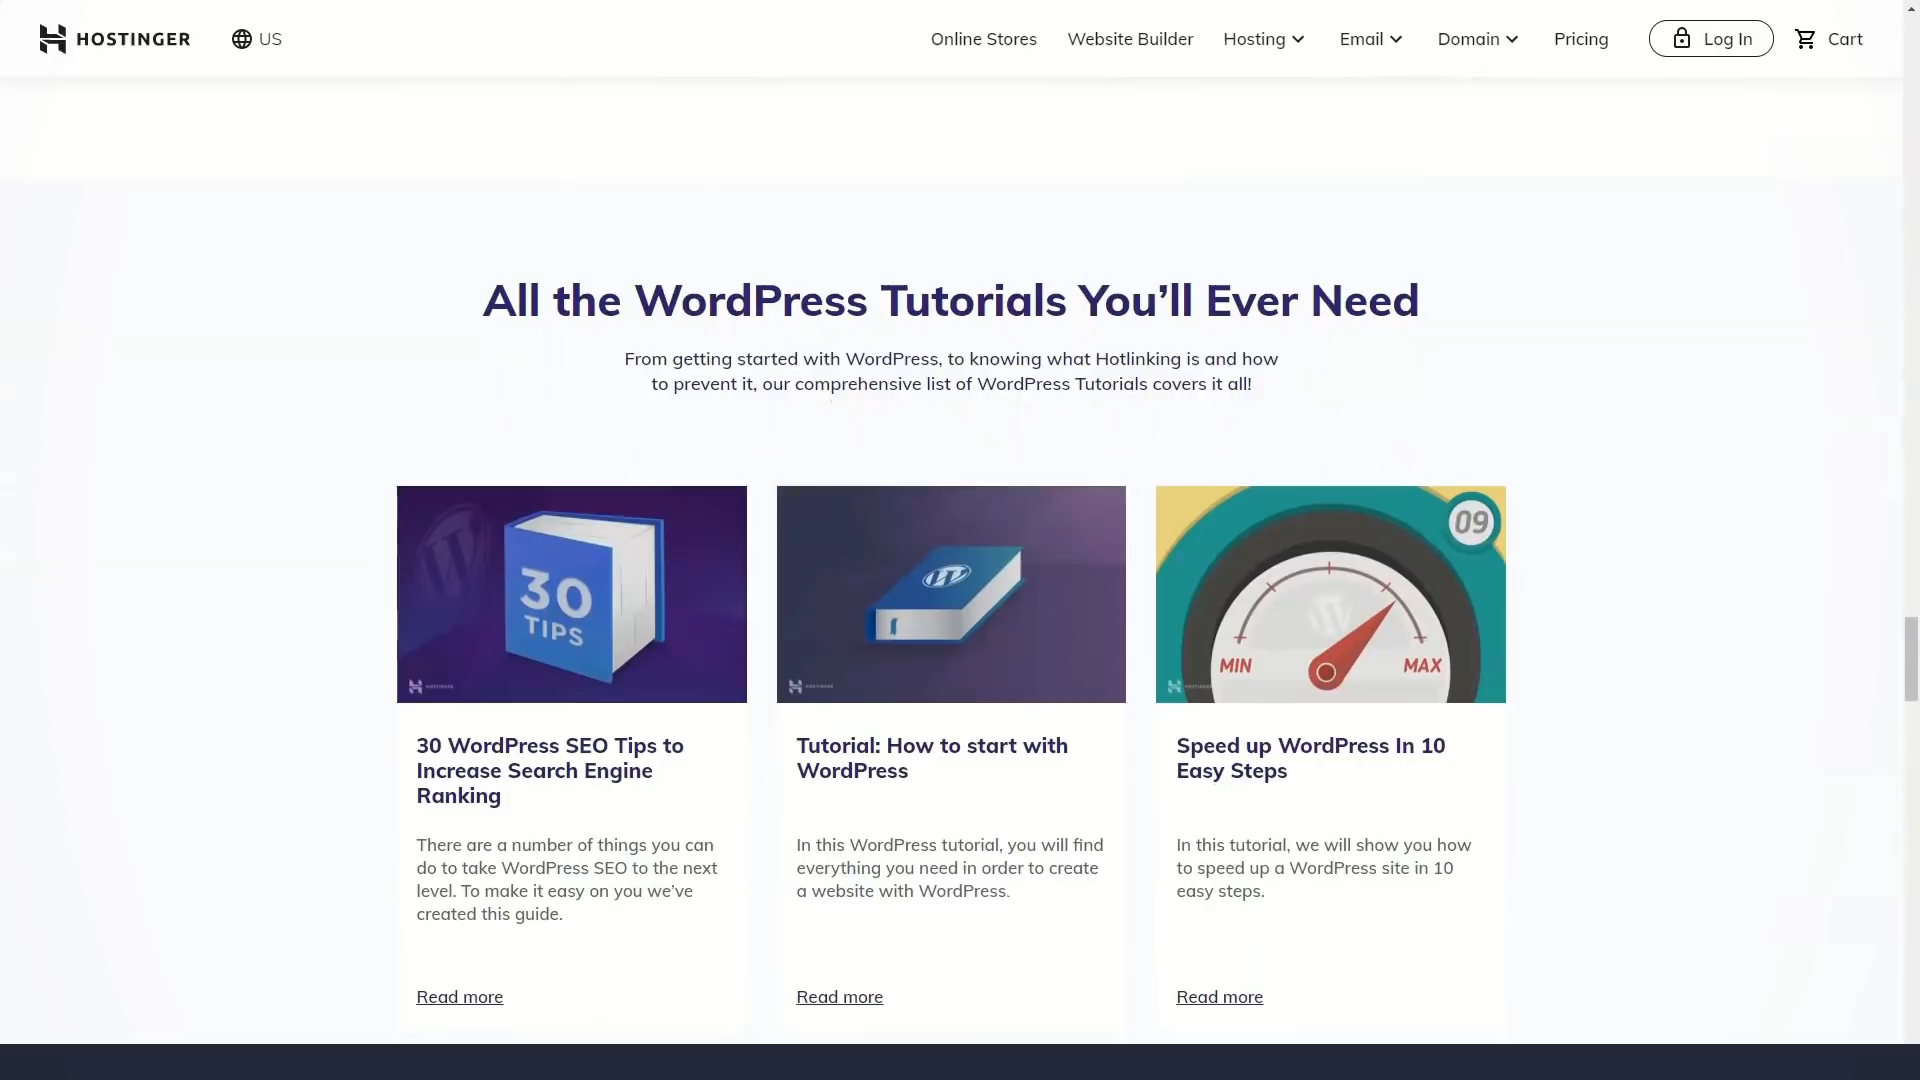 HOSTINGER
US
Online Stores
Website Builder
Hosting
Email
Domain
Pricing
Log In
Cart
All the WordPress Tutorials You’ll Ever Need
From getting started with WordPress, to knowing what Hotlinking is and how
to prevent it, our comprehensive list of WordPress Tutorials covers it all!
30
TIPS
HOSTINGER
30 WordPress SEO Tips to
Increase Search Engine
Ranking
There are a number of things you can
do to take WordPress SEO to the next
level. To make it easy on you we’ve
created this guide.
Read more
HOSTINGER
Tutorial: How to start with
WordPress
In this WordPress tutorial, you will find
everything you need in order to create
a website with WordPress.
Read more
09
MIN
MAX
HOSTINGER
Speed up WordPress In 10
Easy Steps
In this tutorial, we will show you how
to speed up a WordPress site in 10
easy steps.
Read more